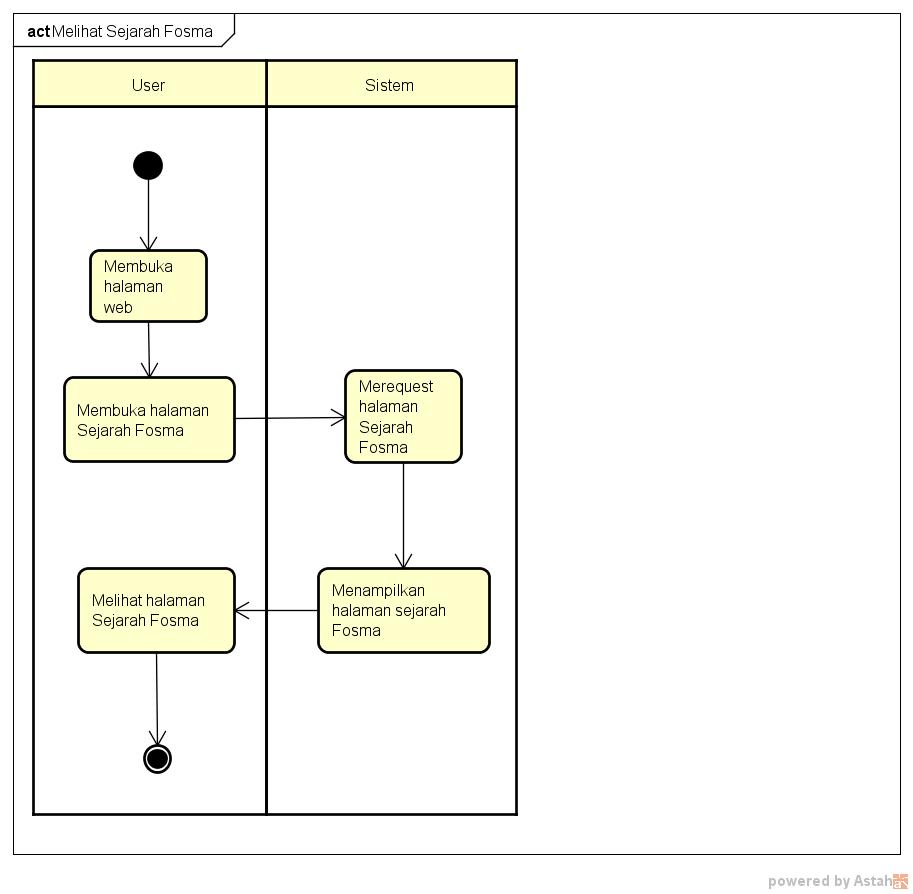 act Melihat Sejarah Fosma
User
Sistem
Membuka
halaman
web
Membuka halaman
Sejarah Fosma
Merequest
halaman
Sejarah
Fosma
Menampilkan
halaman sejarah
Fosma
Melihat halaman
Sejarah Fosma
powered by Astah